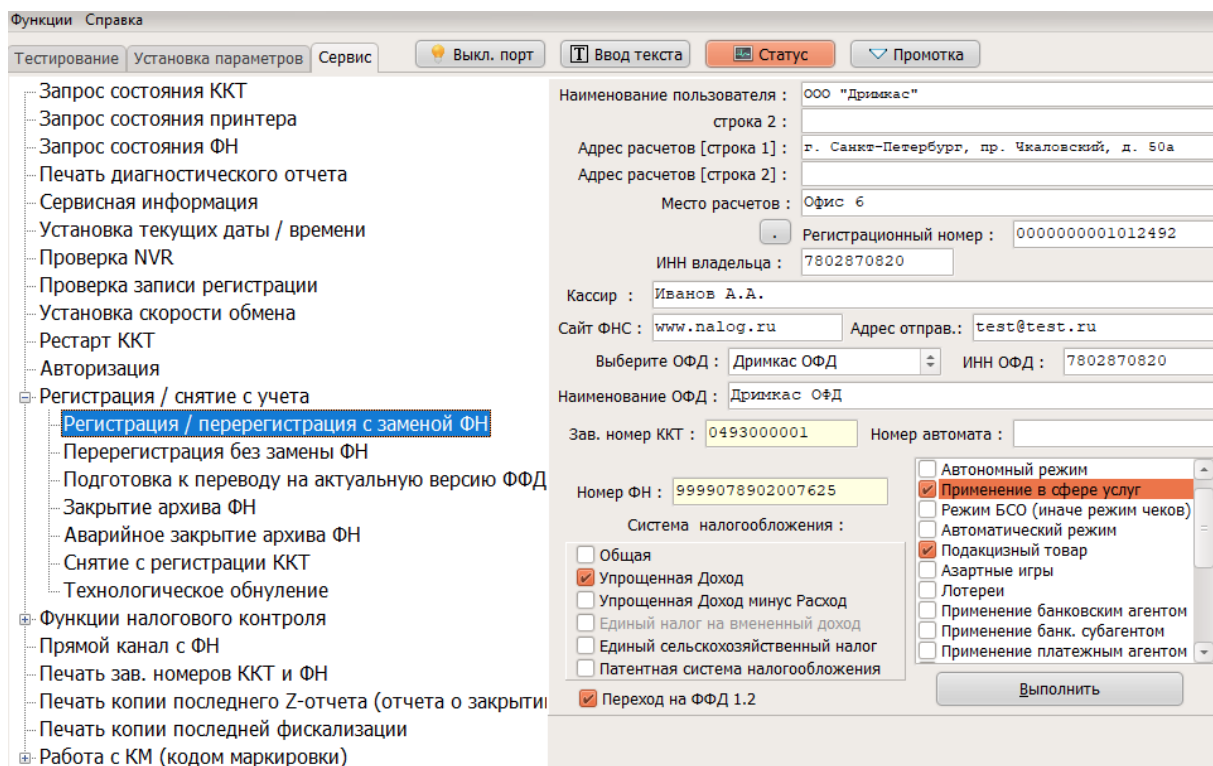 Функции Справка
Тестирование Установка параметров Сервис Выкл. порт Ввод текста Статус Промотка
Запрос состояния ККТ
Запрос состояния принтера
Запрос состояния ФН
Печать диагностического отчета
Сервисная информация
Установка текущих даты / времени
Проверка NVR
Проверка записи регистрации
Установка скорости обмена
Рестарт ККТ
Авторизация
Регистрация / снятие с учета
Регистрация / перерегистрация с заменой ФН
Перерегистрация без замены ФН
Подготовка к переводу на актуальную версию ФФД
Закрытие архива ФН
Аварийное закрытие архива ФН
Снятие с регистрации ККТ
Технологическое обнуление
Функции налогового контроля
Прямой канал с ФН
Печать зав. номеров ККТ и ФН
Печать копии последнего Z-отчета (отчета о закрыти
Печать копии последней фискализации
Работа с КМ (кодом маркировки)
Наименование пользователя : ООО "Дримкас"
строка 2 :
Адрес расчетов [строка 1] : г. Санкт-Петербург, пр. Чкаловский, д. 50а
Адрес расчетов [строка 2] :
Место расчетов : Офис 6
. Регистрационный номер : 0000000001012492
ИНН владельца : 7802870820
Кассир : Иванов А.А.
Сайт ФНС : www.nalog.ru Адрес отправ.: test@test.ru
Выберите ОФД : Дримкас ОФД ИНН ОФД : 7802870820
Наименование ОФД : Дримкас ОФД
Зав. номер ККТ : 0493000001 Номер автомата :
Номер ФН : 9999078902007625
Система налогообложения :
Общая
Упрощенная Доход
Упрощенная Доход минус Расход
Единый налог на вмененный доход
Единый сельскохозяйственный налог
Патентная система налогообложения
Переход на ФФД 1.2
Автономный режим
Применение в сфере услуг
Режим БСО (иначе режим чеков)
Автоматический режим
Подакцизный товар
Азартные игры
Лотереи
Применение банковским агентом
Применение банк. субагентом
Применение платежным агентом
Выполнить